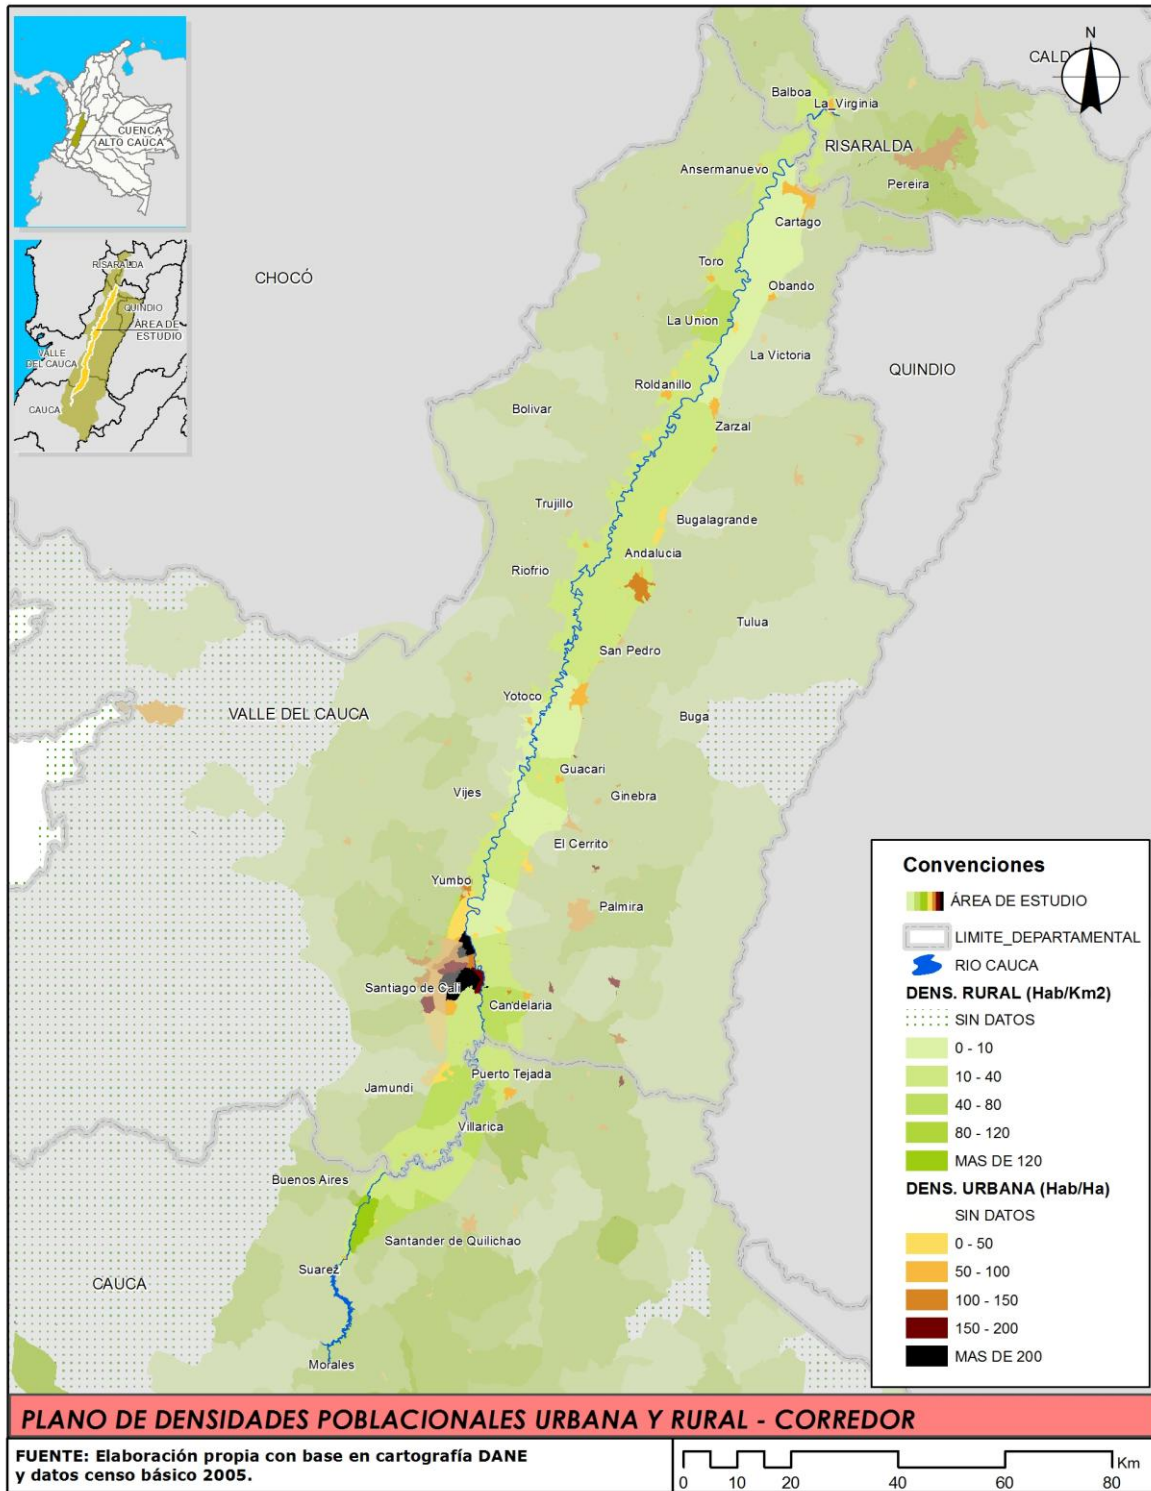 CUENCA
ALTO CAUCA
RISARALDA
QUINDIO
ÁREA DE
ESTUDIO
VALLE
DEL CAUCA
CAUCA
N
CALD
Balboa
La_Virginia
RISARALDA
Ansermanuevo
Pereira
Cartago
CHOCÓ
Toro
Obando
La Union
La Victoria
QUINDIO
Roldanillo
Bolivar
Zarzal
Trujillo
Bugalagrande
Andalucia
Riofrio
Tulua
San Pedro
Yotoco
VALLE DEL CAUCA
Buga
Guacari
Vijes
Ginebra
El Cerrito
Yumbo
Palmira
Santiago de Cali
Candelaria
Puerto Tejada
Jamundi
Villarica
Buenos Aires
Santander de Quilichao
Suarez
CAUCA
Morales
Convenciones
ÁREA DE ESTUDIO
LIMITE_DEPARTAMENTAL
RIO CAUCA
DENS. RURAL (Hab/Km2)
SIN DATOS
0 - 10
10 - 40
40 - 80
80 - 120
MAS DE 120
DENS. URBANA (Hab/Ha)
SIN DATOS
0 - 50
50 - 100
100 - 150
150 - 200
MAS DE 200
PLANO DE DENSIDADES POBLACIONALES URBANA Y RURAL - CORREDOR
FUENTE: Elaboración propia con base en cartografía DANE
y datos censo básico 2005.
Km
0 10 20 40 60 80